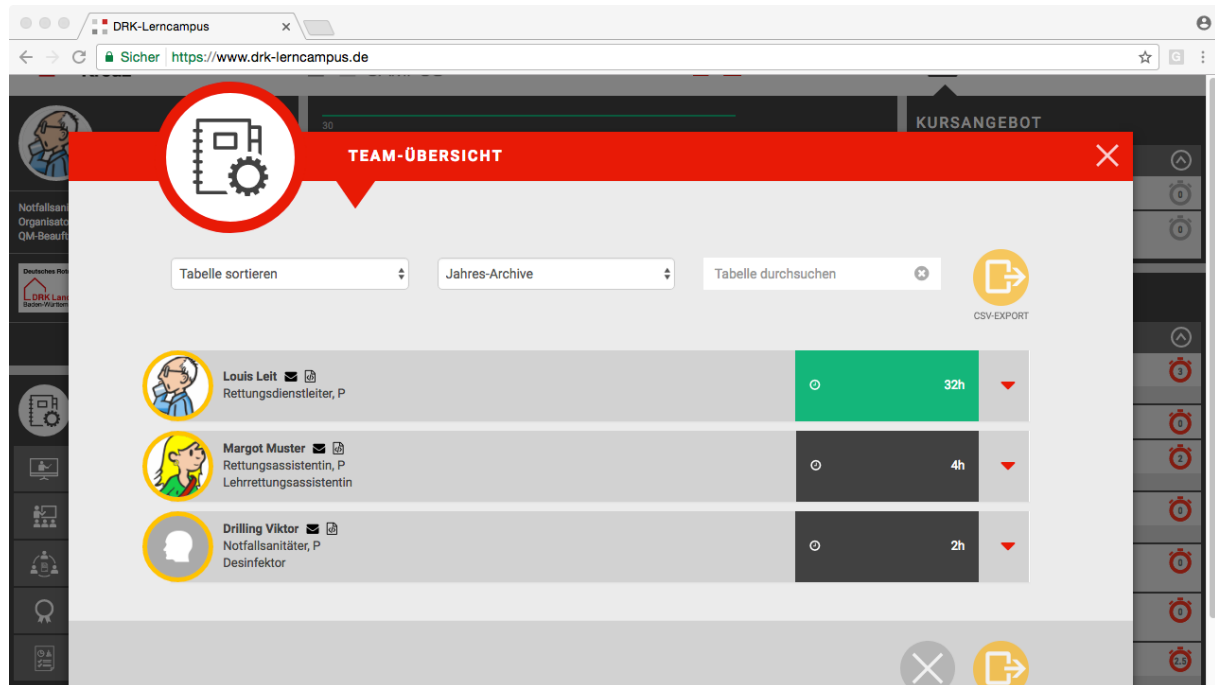 DRK-Lerncampus
Sicher https://www.drk-lerncampus.de
30
KURSANGEBOT
TEAM-ÜBERSICHT
0
Organisato
QM-Beauft
0
Tabelle sortieren
Jahres-Archive
Tabelle durchsuchen
CSV-EXPORT
Louis Leit
Rettungsdienstleiter, P
32h
3
0
Margot Muster
Rettungsassistentin, P
Lehrrettungsassistentin
4h
2
0
Drilling Viktor
Notfallsanitäter, P
Desinfektor
2h
0
0
2.5